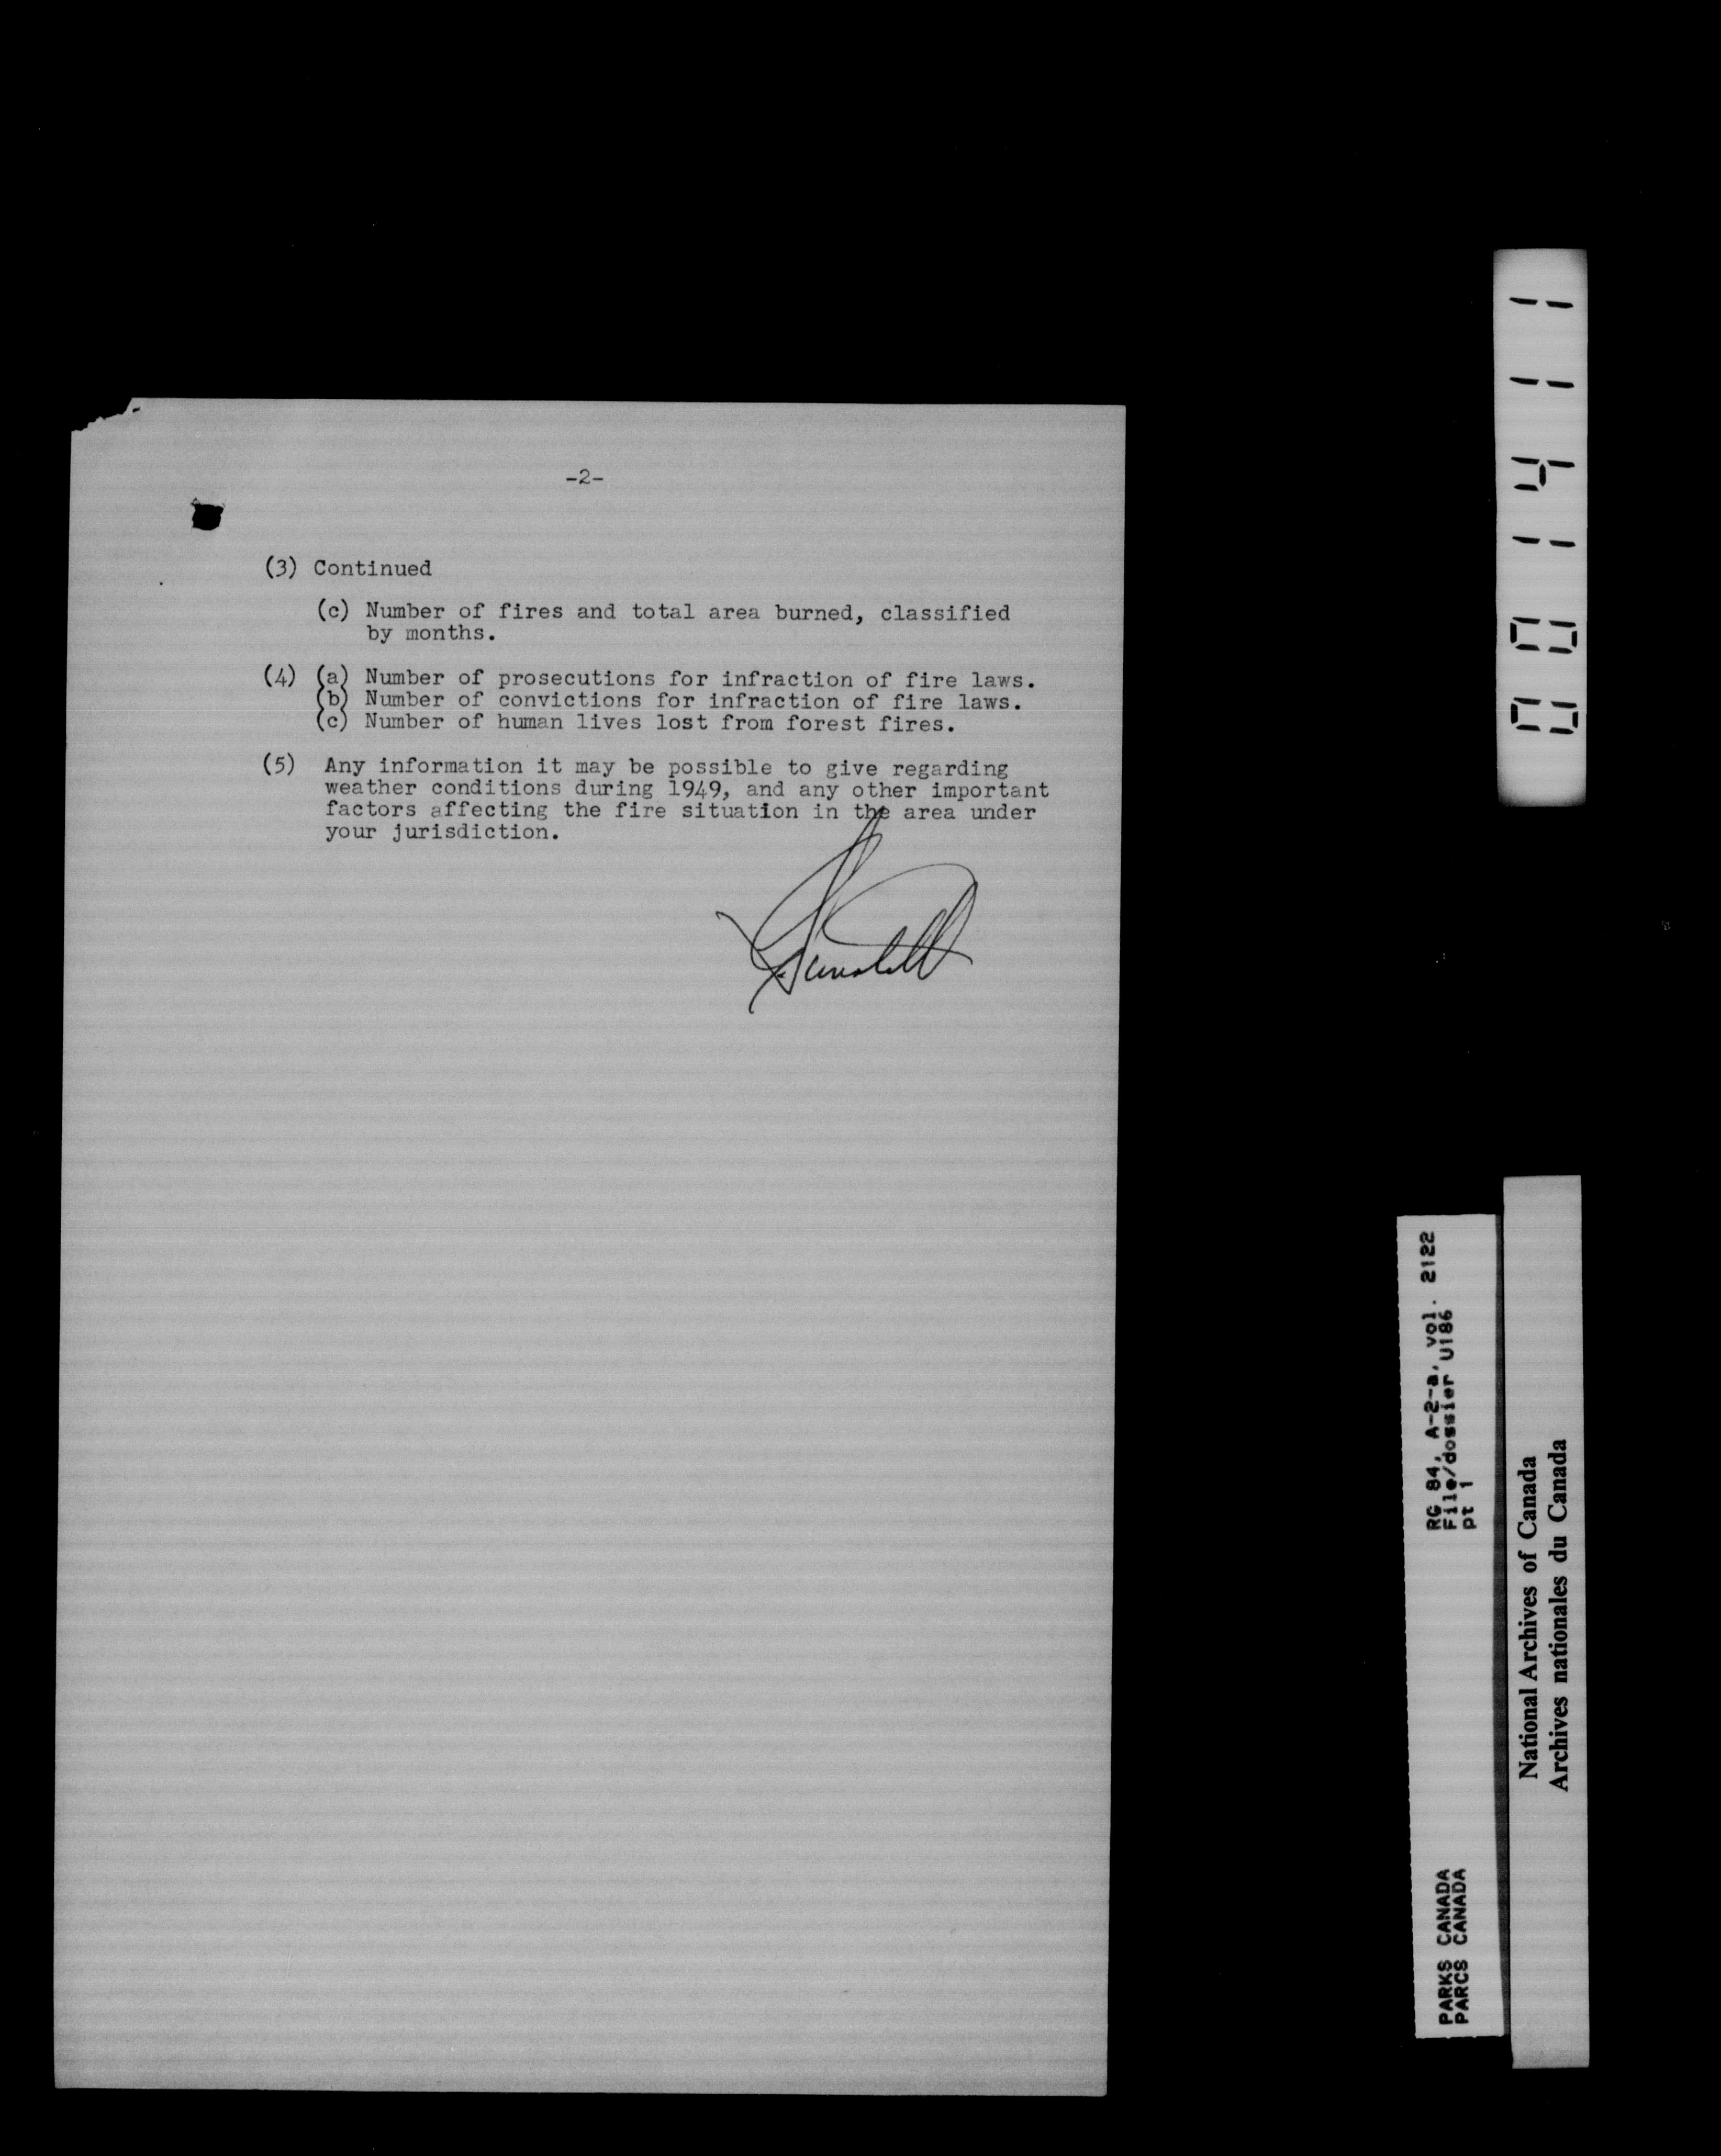 -2-
(3) Continued
(c) Number of fires and total area burned, classified
by months.
(4) (a) Number of prosecutions for infraction of fire laws.
(b) Number of convictions for infraction of fire laws.
(c) Number of human lives lost from forest fires.
(5) Any information it may be possible to give regarding
weather conditions during 1949, and any other important
factors affecting the fire situation in the area under
your jurisdiction.
001411
RG 84, A-2-a, vol. 2122
File/dossier U186
pt 1
PARKS CANADA
PARCS CANADA
National Archives of Canada
Archives nationales du Canada